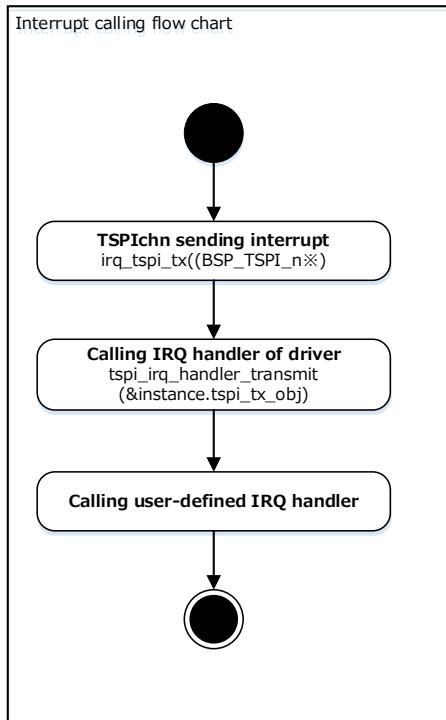 Interrupt calling flow chart
TSPIchn sending interrupt
irq_tspi_tx((BSP_TSPI_n※)
Calling IRQ handler of driver
tspi_irq_handler_transmit
(&instance.tspi_tx_obj)
Calling user-defined IRQ handler